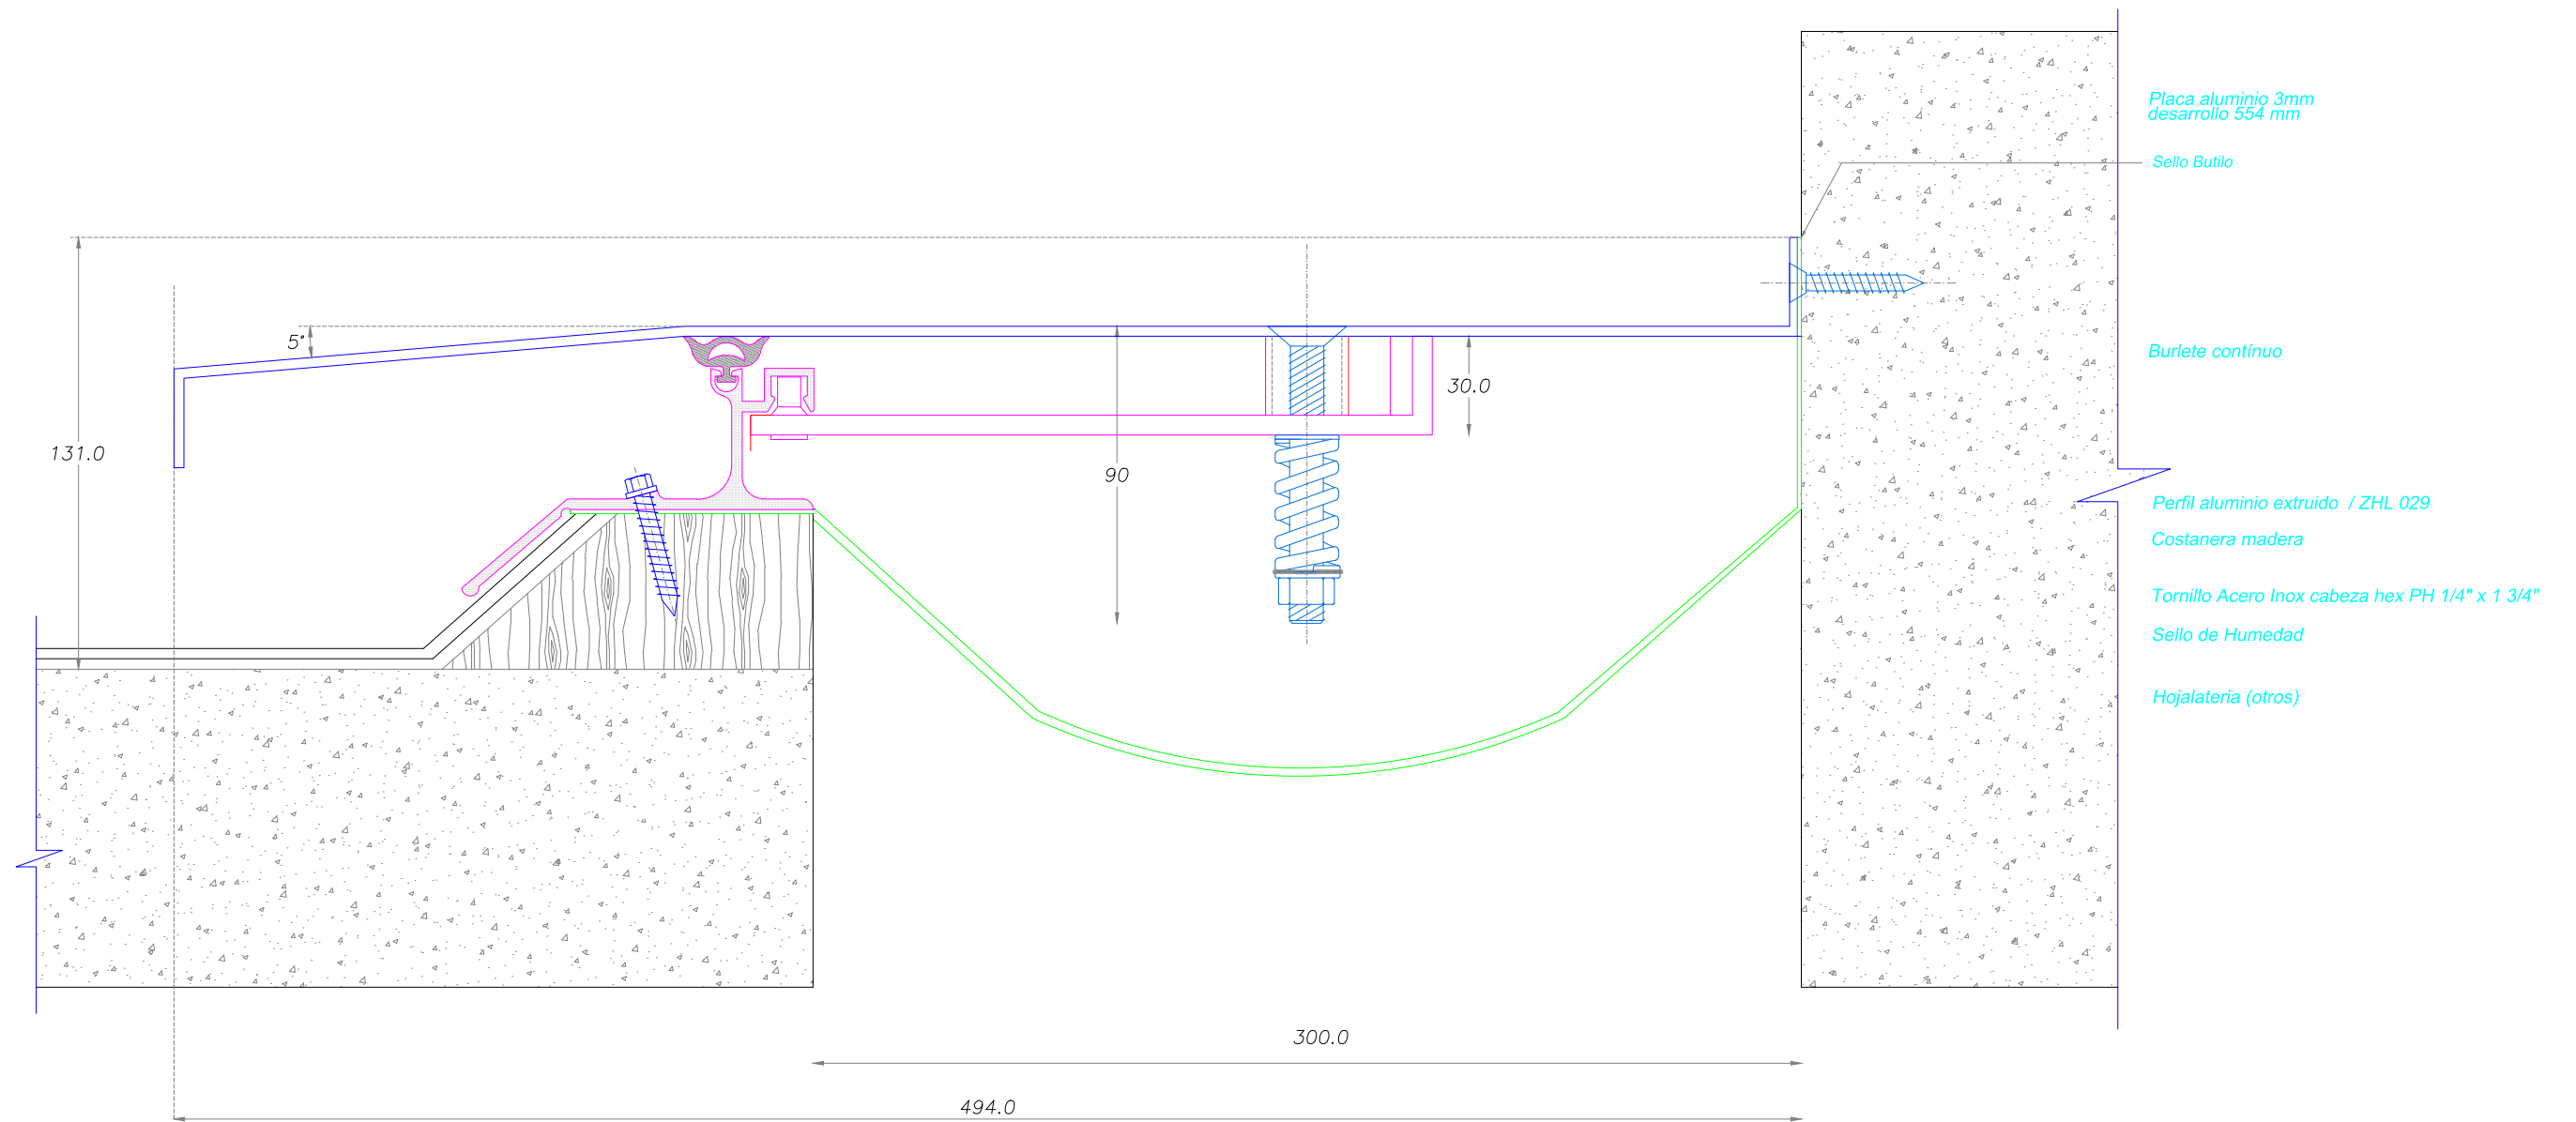 Placa aluminio 3mm
desarrollo 554 mm
Sello Butilo
5°
Burlete contínuo
30.0
131.0
90
Perfil aluminio extruido / ZHL 029
Costanera madera
Tornillo Acero Inox cabeza hex PH 1/4" x 1 3/4"
Sello de Humedad
Hojalateria (otros)
300.0
494.0